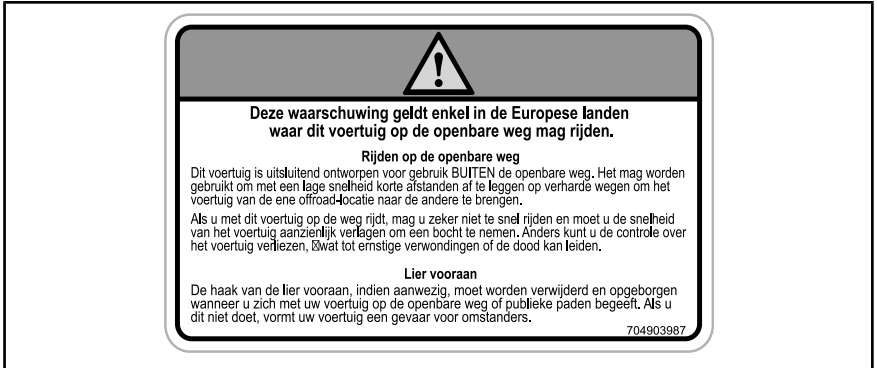 Deze waarschuwing geldt enkel in de Europese landen
waar dit voertuig op de openbare weg mag rijden.
Rijden op de openbare weg
Dit voertuig is uitsluitend ontworpen voor gebruik BUITEN de openbare weg. Het mag worden
gebruikt om met een lage snelheid korte afstanden af te leggen op verharde wegen om het
voertuig van de ene offroad-locatie naar de andere te brengen.
Als u met dit voertuig op de weg rijdt, mag u zeker niet te snel rijden en moet u de snelheid
van het voertuig aanzienlijk verlagen om een bocht te nemen. Anders kunt u de controle over
het voertuig verliezen, wat tot ernstige verwondingen of de dood kan leiden.
Lier vooraan
De haak van de lier vooraan, indien aanwezig, moet worden verwijderd en opgeborgen
wanneer u zich met uw voertuig op de openbare weg of publieke paden begeeft. Als u
dit niet doet, vormt uw voertuig een gevaar voor omstanders.
704903987